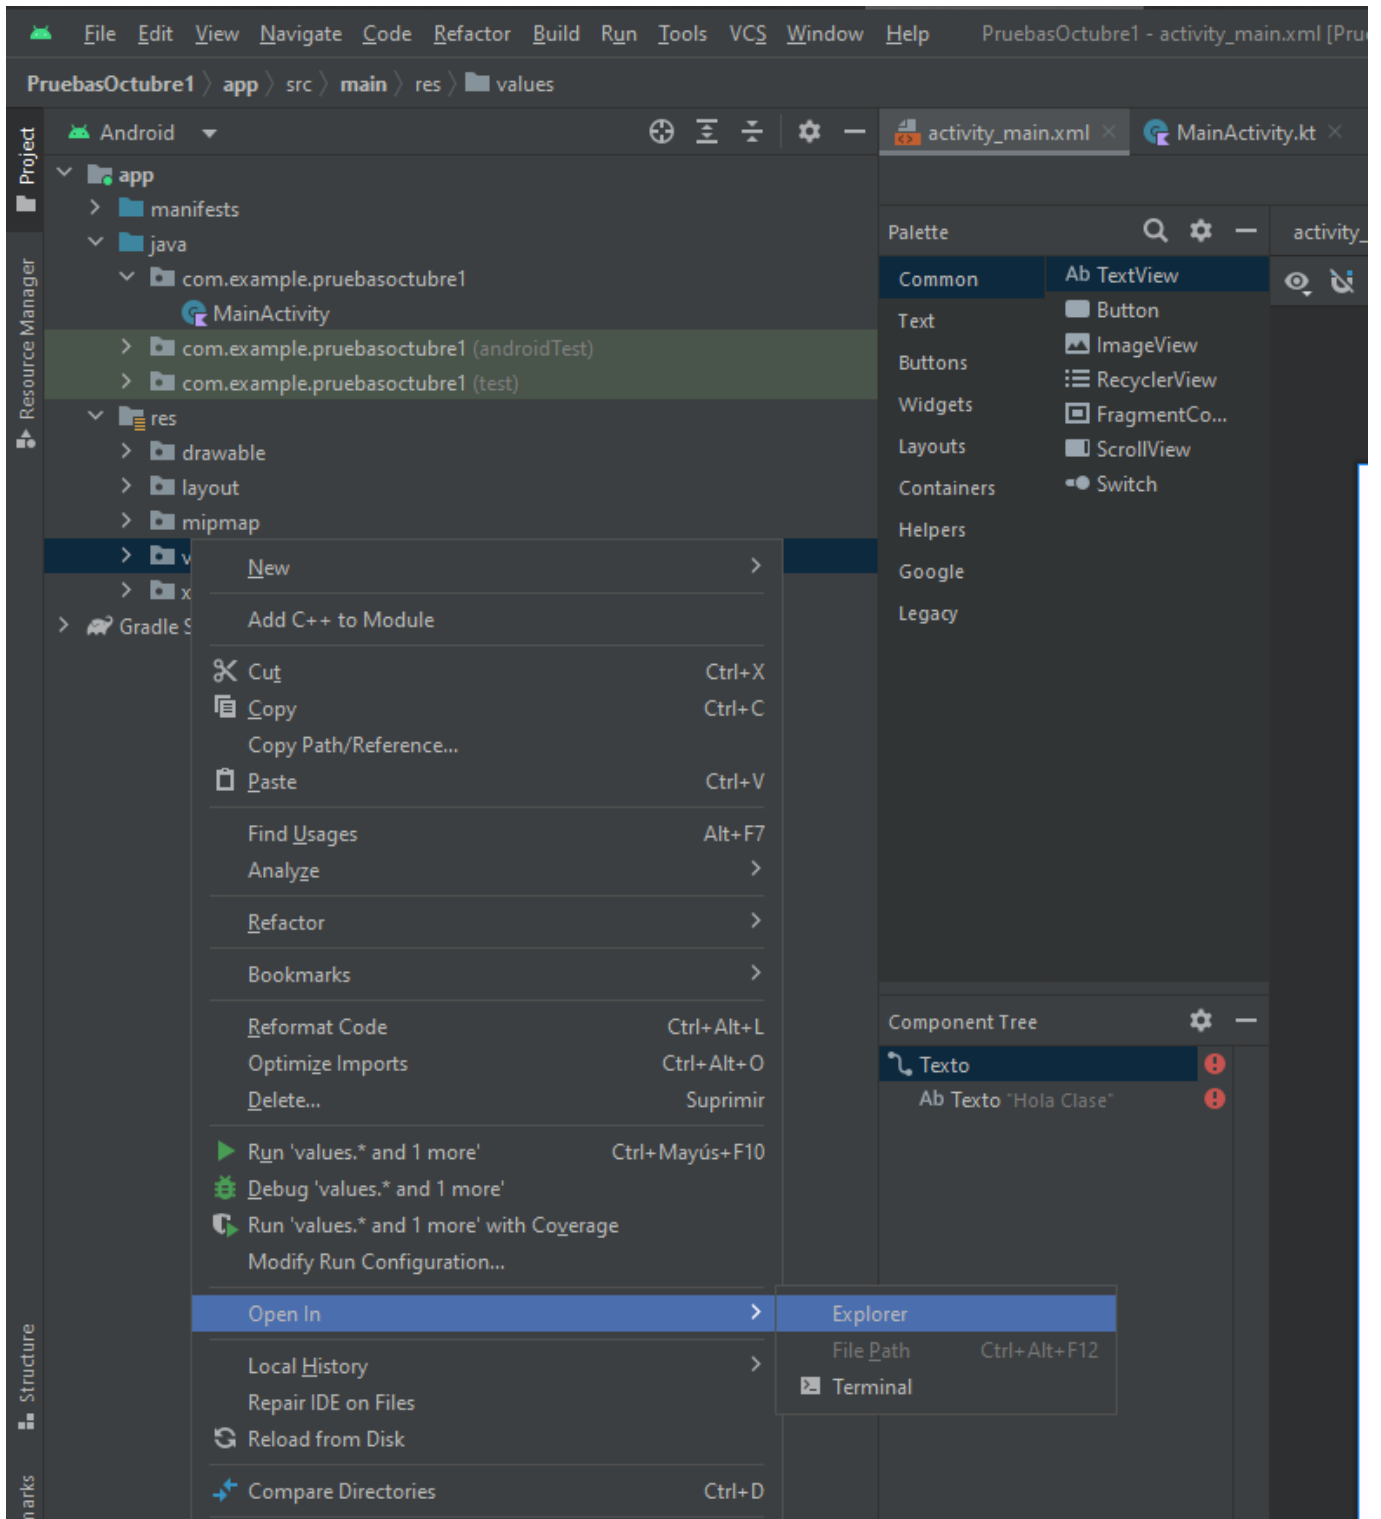 File Edit View Navigate Code Refactor Build Run Tools VCS Window Help PruebasOctubre1 - activity_main.xml [Pru
PruebasOctubre1 app src main res values
Project
Android
activity_main.xml
MainActivity.kt
app
manifests
java
com.example.pruebasoctubre1
MainActivity
com.example.pruebasoctubre1 (androidTest)
com.example.pruebasoctubre1 (test)
res
drawable
layout
mipmap
v
x
Gradle S
Resource Manager
Structure
marks
Palette
activity_
Common
Text
Buttons
Widgets
Layouts
Containers
Helpers
Google
Legacy
Ab TextView
Button
ImageView
RecyclerView
FragmentCo...
ScrollView
Switch
New
Add C++ to Module
Cut Ctrl+X
Copy Ctrl+C
Copy Path/Reference...
Paste Ctrl+V
Find Usages Alt+F7
Analyze
Refactor
Bookmarks
Reformat Code Ctrl+Alt+L
Optimize Imports Ctrl+Alt+O
Delete... Suprimir
Run 'values.* and 1 more' Ctrl+Mayús+F10
Debug 'values.* and 1 more'
Run 'values.* and 1 more' with Coverage
Modify Run Configuration...
Open In
Explorer
File Path Ctrl+Alt+F12
Terminal
Local History
Repair IDE on Files
Reload from Disk
Compare Directories Ctrl+D
Component Tree
Texto
Ab Texto "Hola Clase"